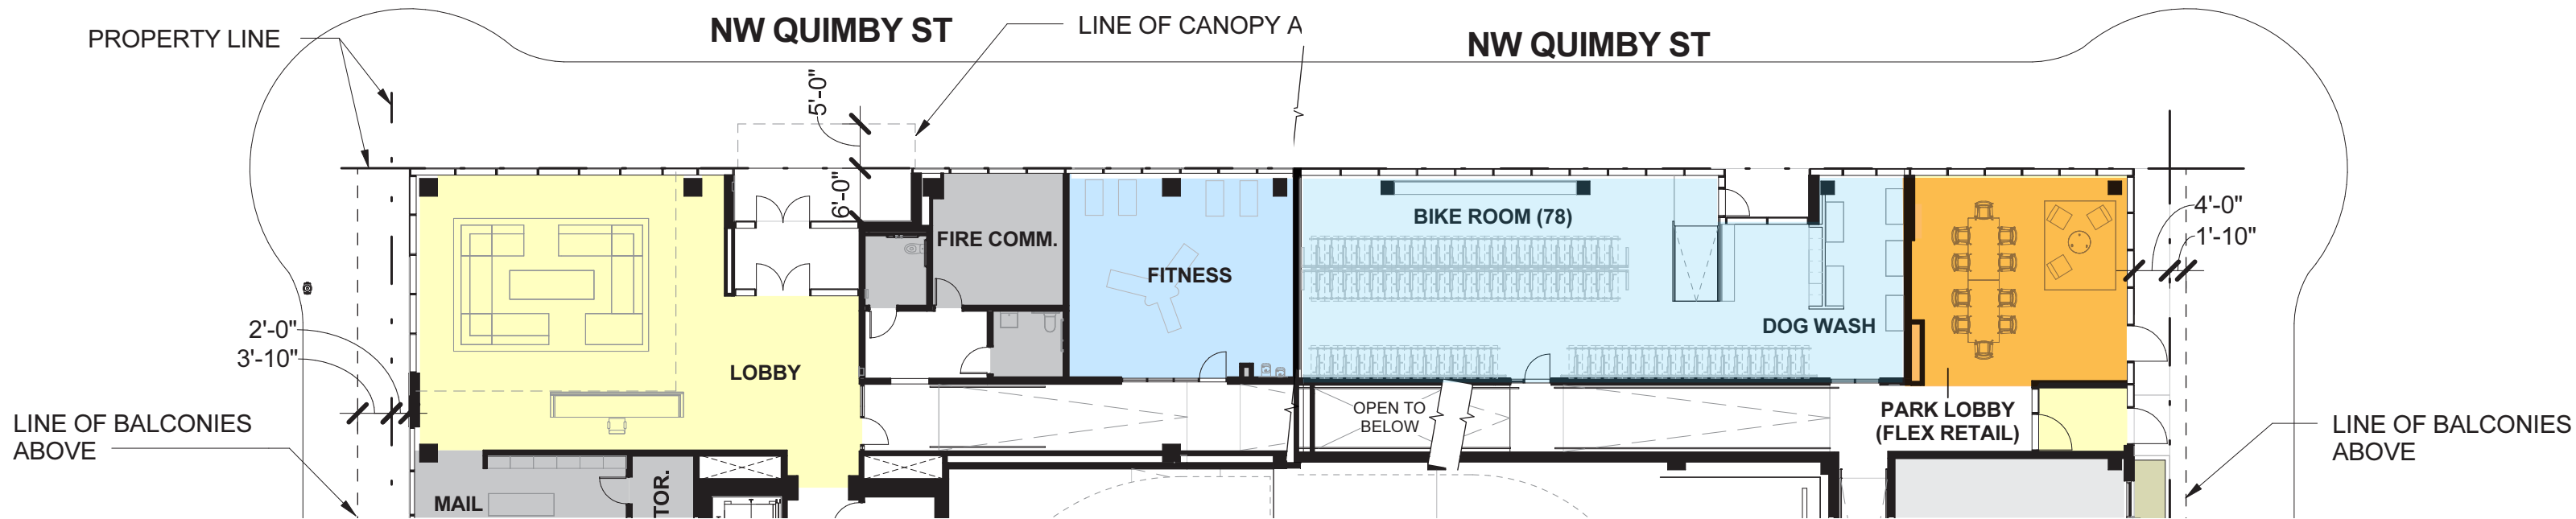 PROPERTY LINE
NW QUIMBY ST
LINE OF CANOPY A
NW QUIMBY ST
5'-0"
6'-0"
FIRE COMM.
FITNESS
BIKE ROOM (78)
DOG WASH
4'-0"
1'-10"
2'-0"
3'-10"
LOBBY
OPEN TO
BELOW
PARK LOBBY
(FLEX RETAIL)
LINE OF BALCONIES
ABOVE
LINE OF BALCONIES
ABOVE
MAIL
TOR.